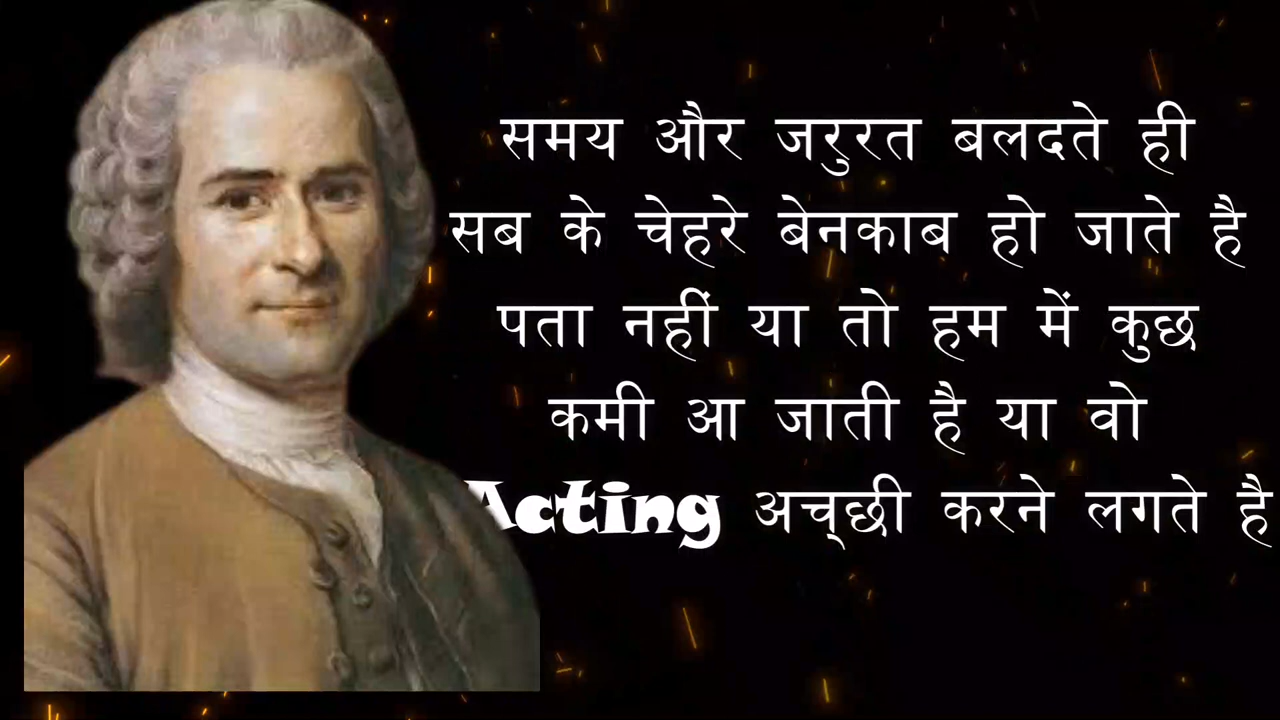 समय और जरुरत बलदते ही
सब के चेहरे बेनकाब हो जाते है
पता नहीं या तो हम में कुछ
कमी आ जाती है या वो
Acting अच्छी करने लगते है